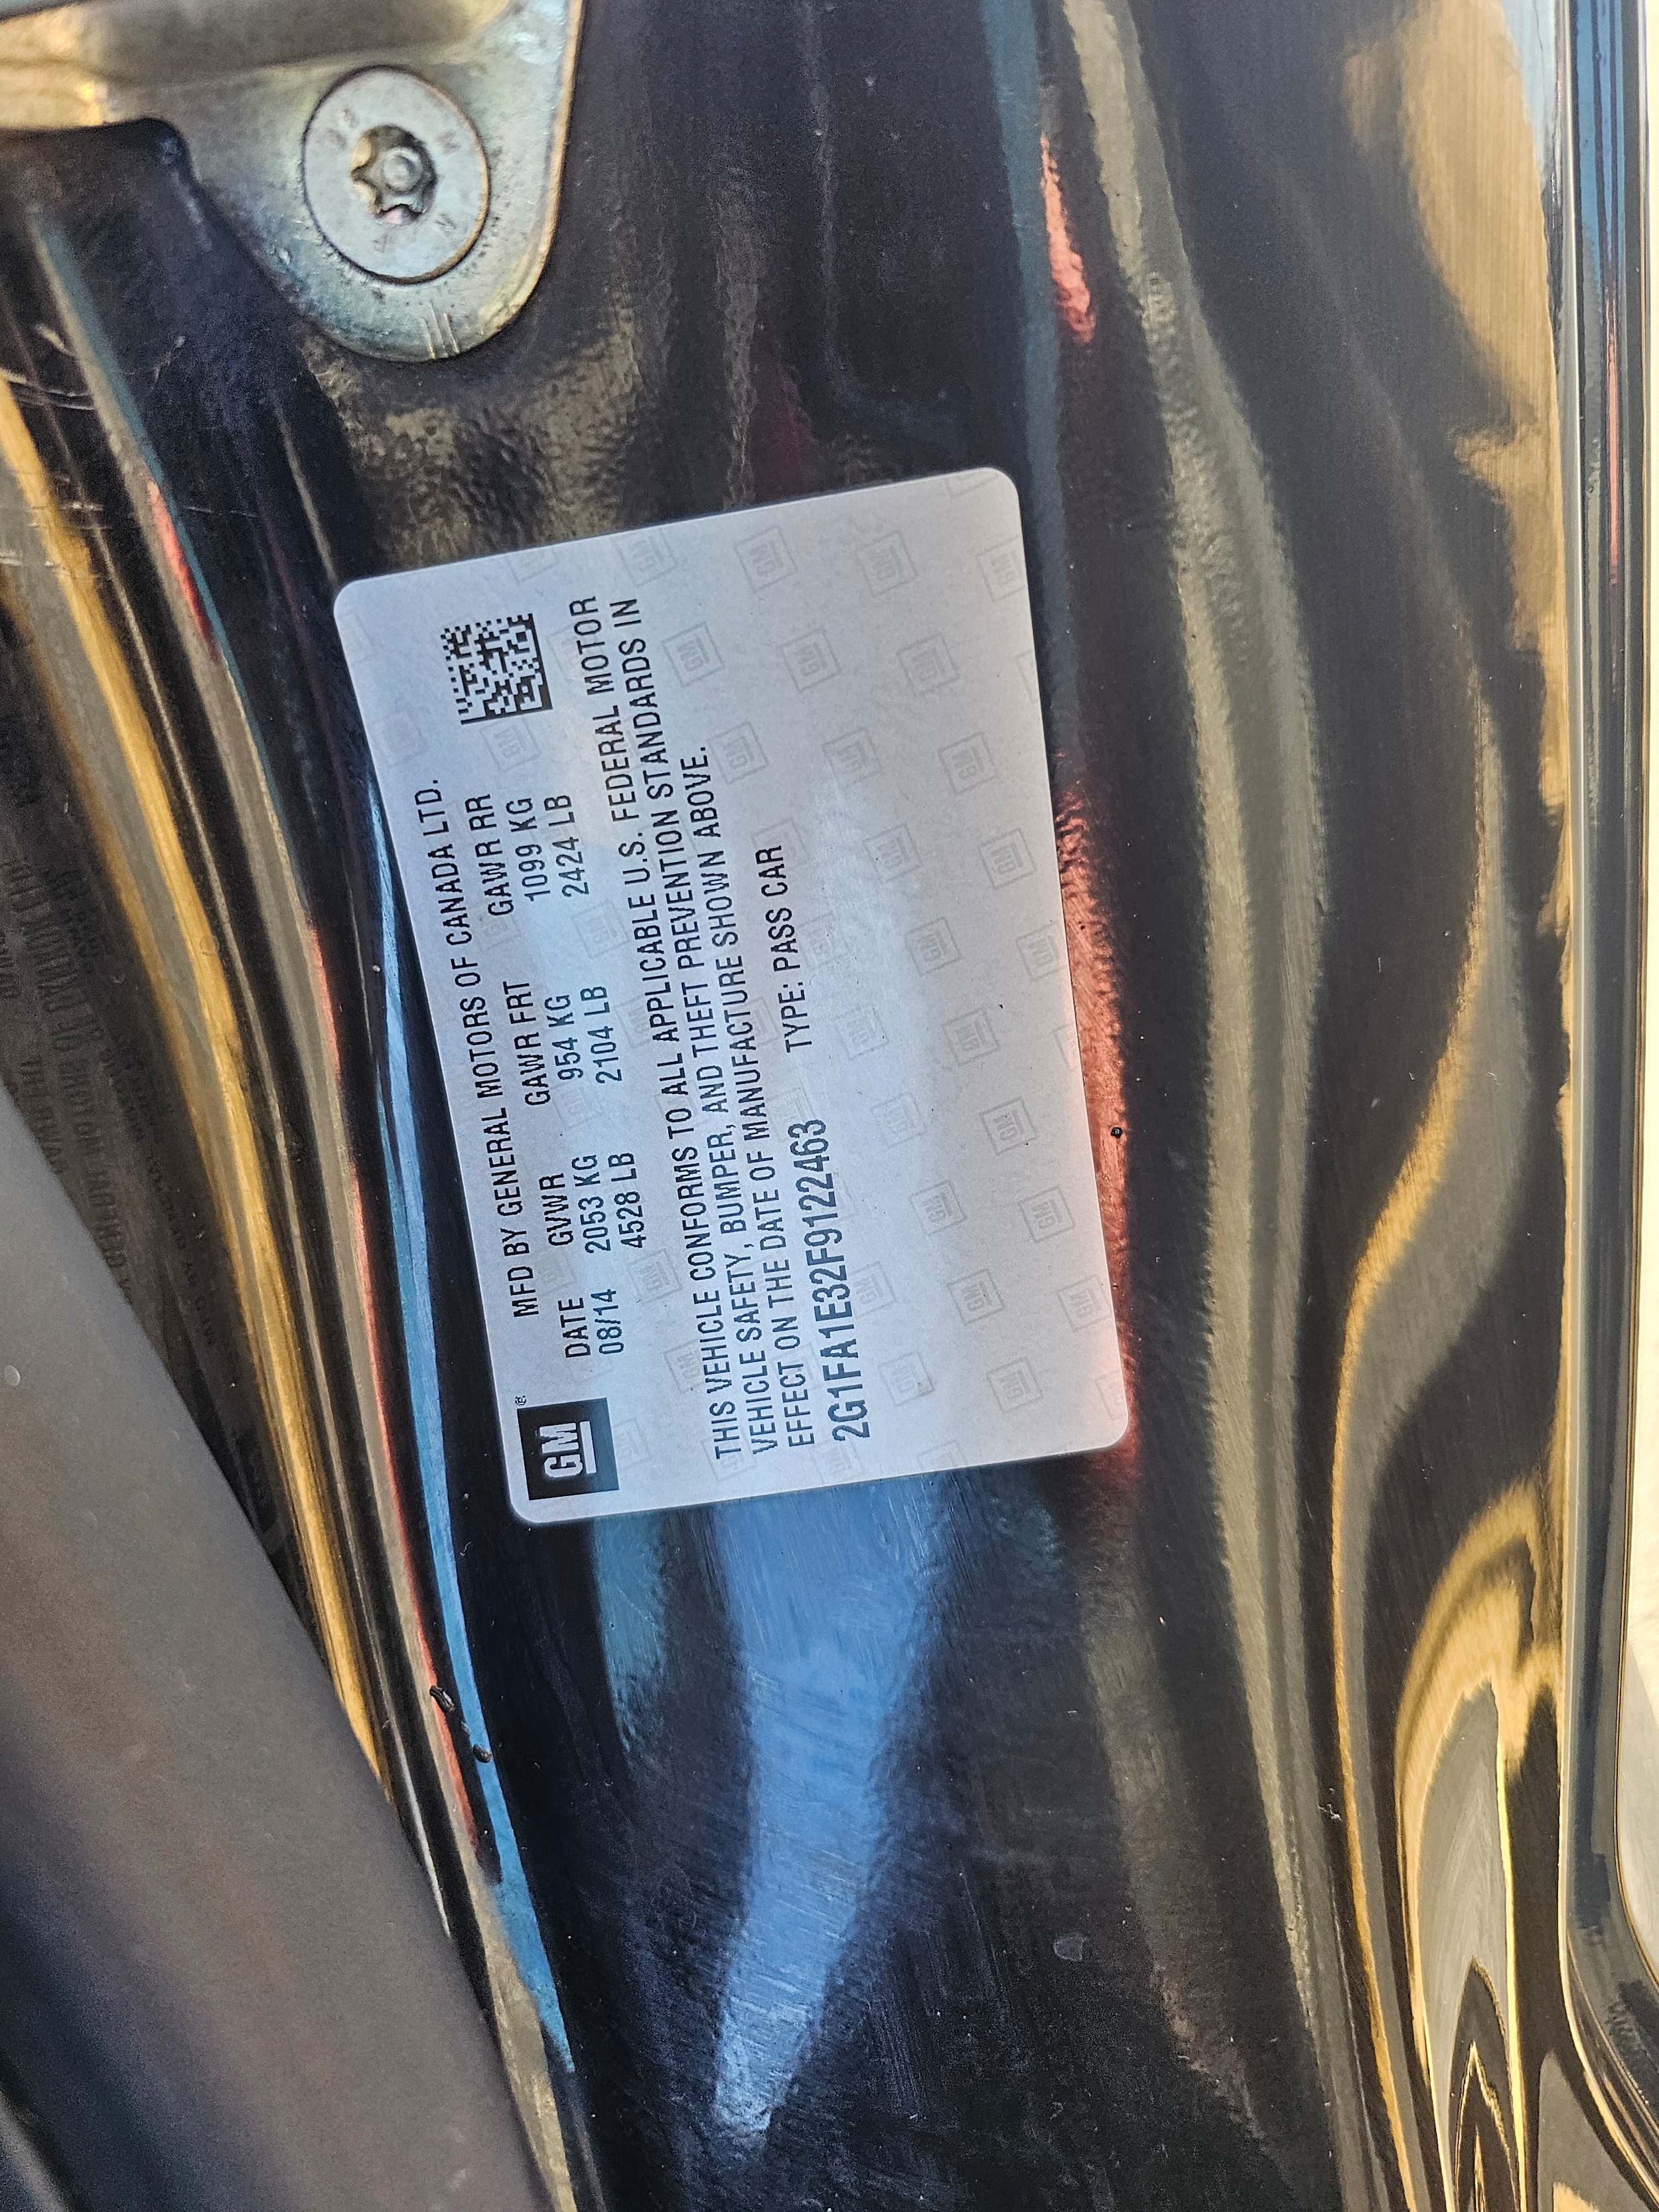 GM®
MFD BY GENERAL MOTORS OF CANADA LTD.
DATE GVWR GAWR FRT GAWR RR
08/14 2053 KG 954 KG 1099 KG
4528 LB 2104 LB 2424 LB
THIS VEHICLE CONFORMS TO ALL APPLICABLE U.S. FEDERAL MOTOR
VEHICLE SAFETY, BUMPER, AND THEFT PREVENTION STANDARDS IN
EFFECT ON THE DATE OF MANUFACTURE SHOWN ABOVE.
2G1FA1E32F9122463 TYPE: PASS CAR